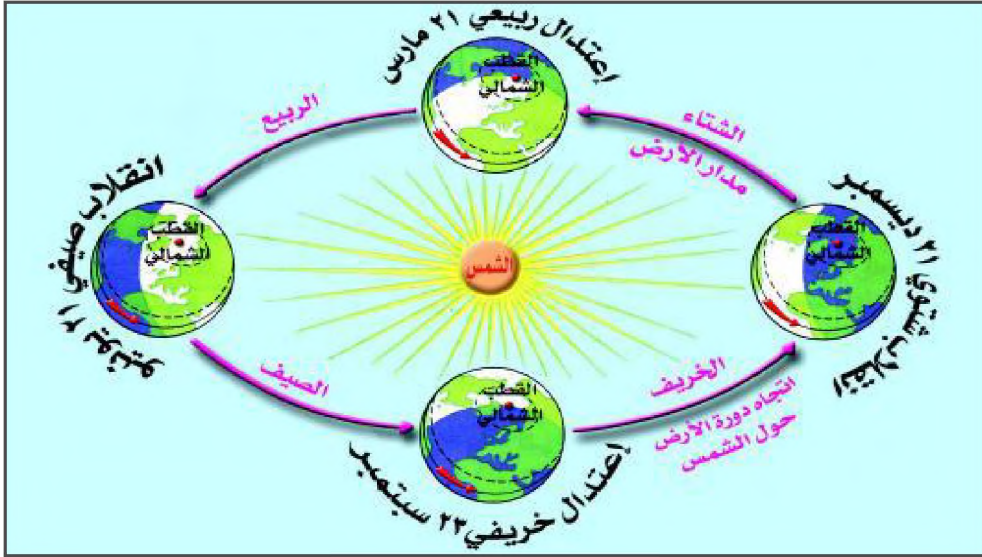 إعتدال ربيعي ٢١ مارس
القطب
الشمالي
الربيع
الشتاء
مدار الأرض
انقلاب صيفي ٢١ يونيو
القطب
الشمالي
الشمس
انقلاب شتوي ٢١ ديسمبر
القطب
الشمالي
الصيف
الخريف
اتجاه دورة الأرض
حول الشمس
القطب
الشمالي
إعتدال خريفي ٢٣ سبتمبر